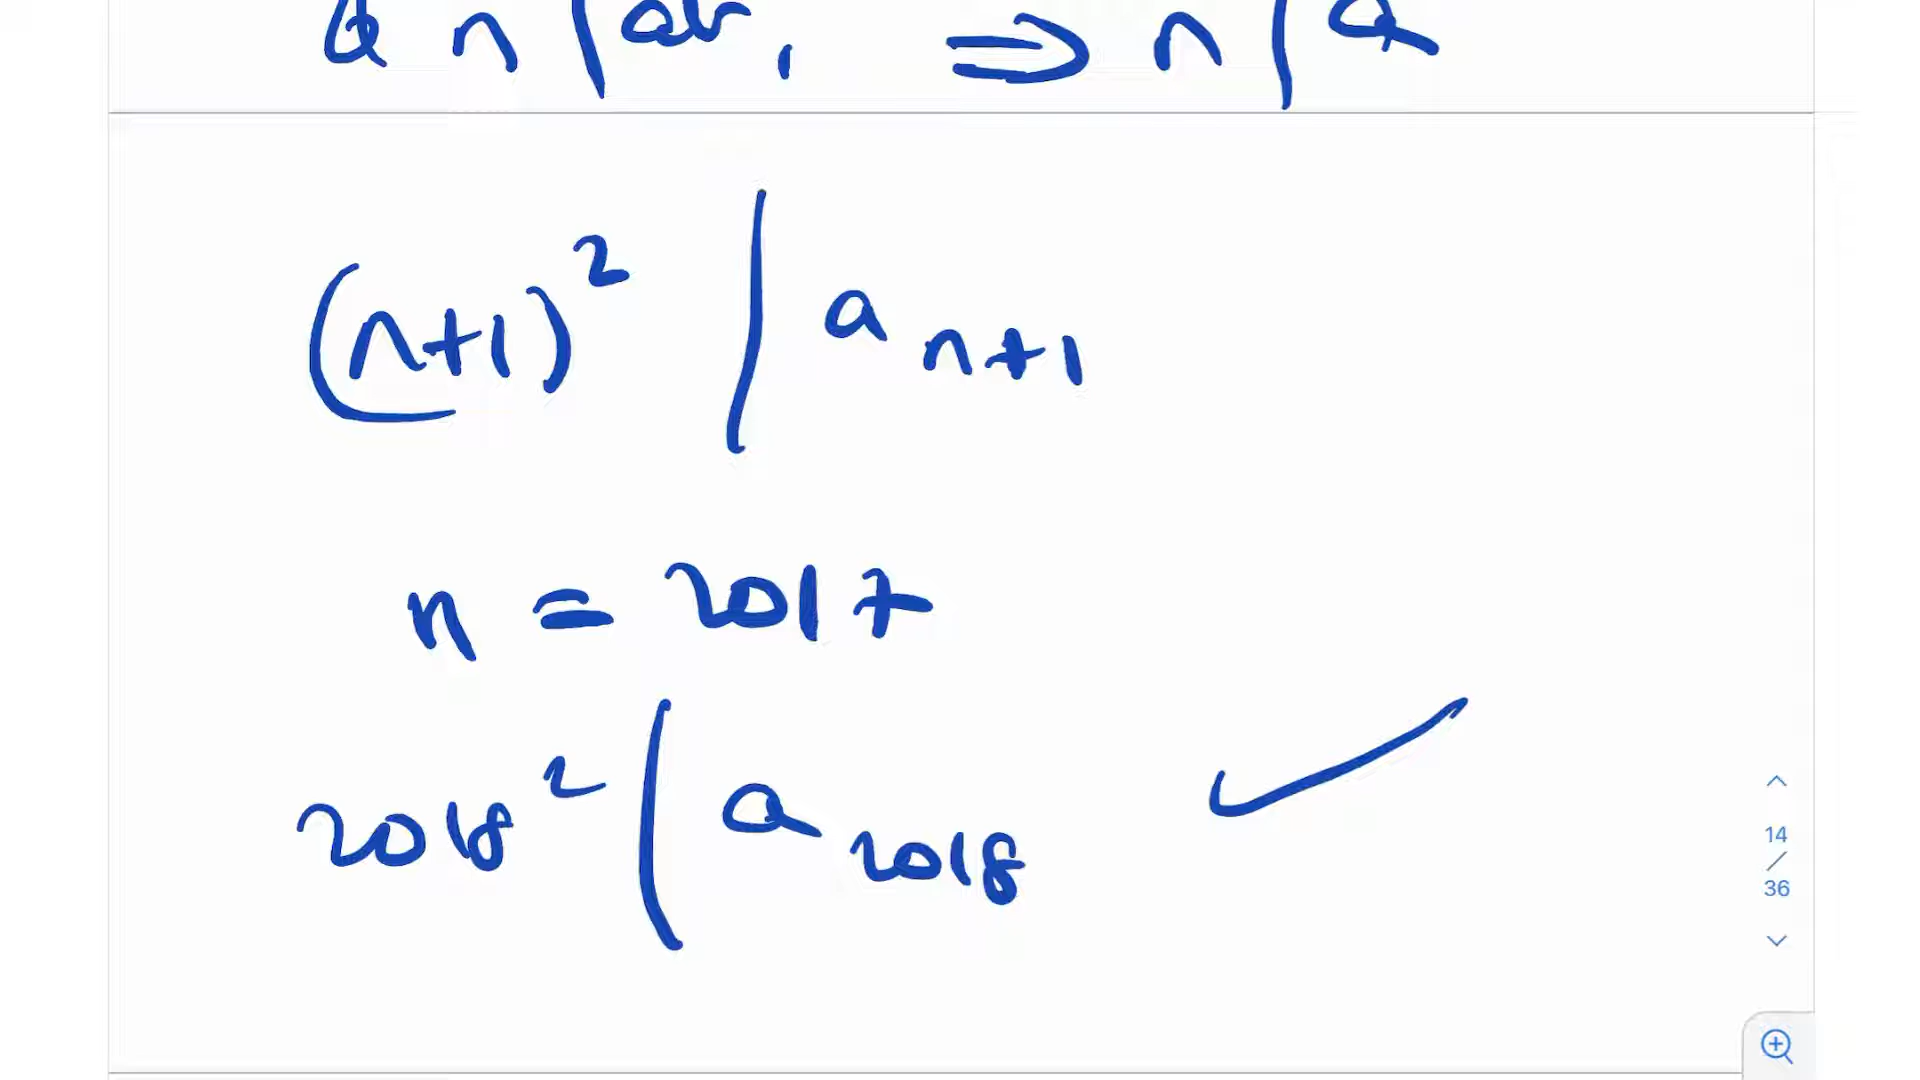 & n | ab, ⇒ n | a
(n+1)² | a_{n+1}
n = 2017
2018² | a_{2018} ✓
14
/
36